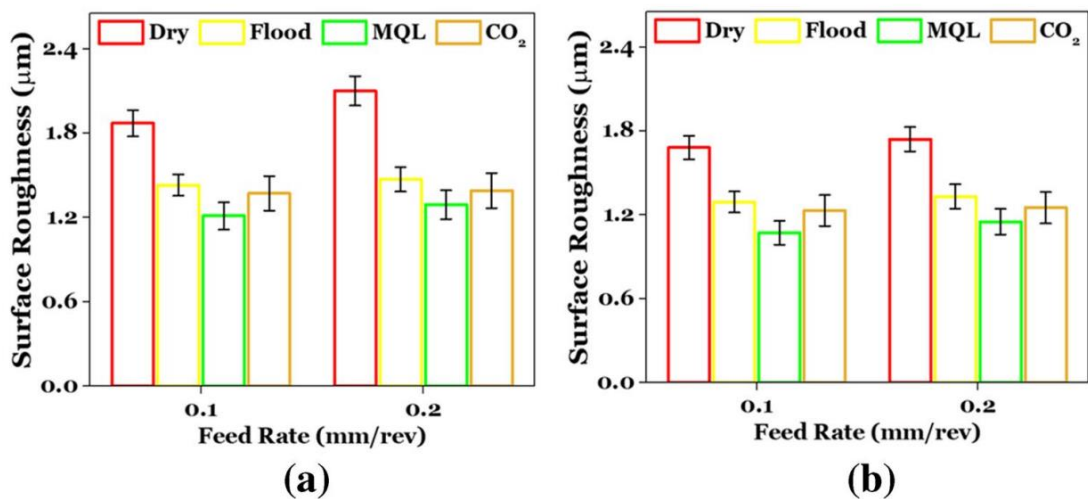 Dry Flood MQL CO₂
Surface Roughness (μm)
2.4
1.8
1.2
0.6
0.0
0.1 0.2
Feed Rate (mm/rev)
(a)
Dry Flood MQL CO₂
Surface Roughness (μm)
2.4
1.8
1.2
0.6
0.0
0.1 0.2
Feed Rate (mm/rev)
(b)